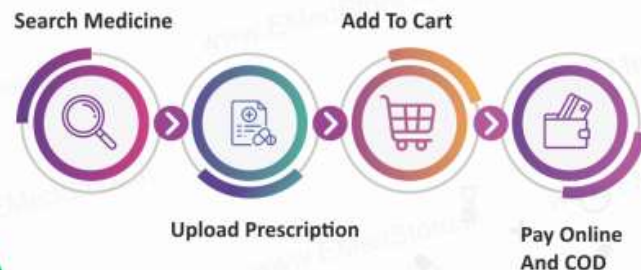 Search Medicine
Upload Prescription
Add To Cart
Pay Online
And COD